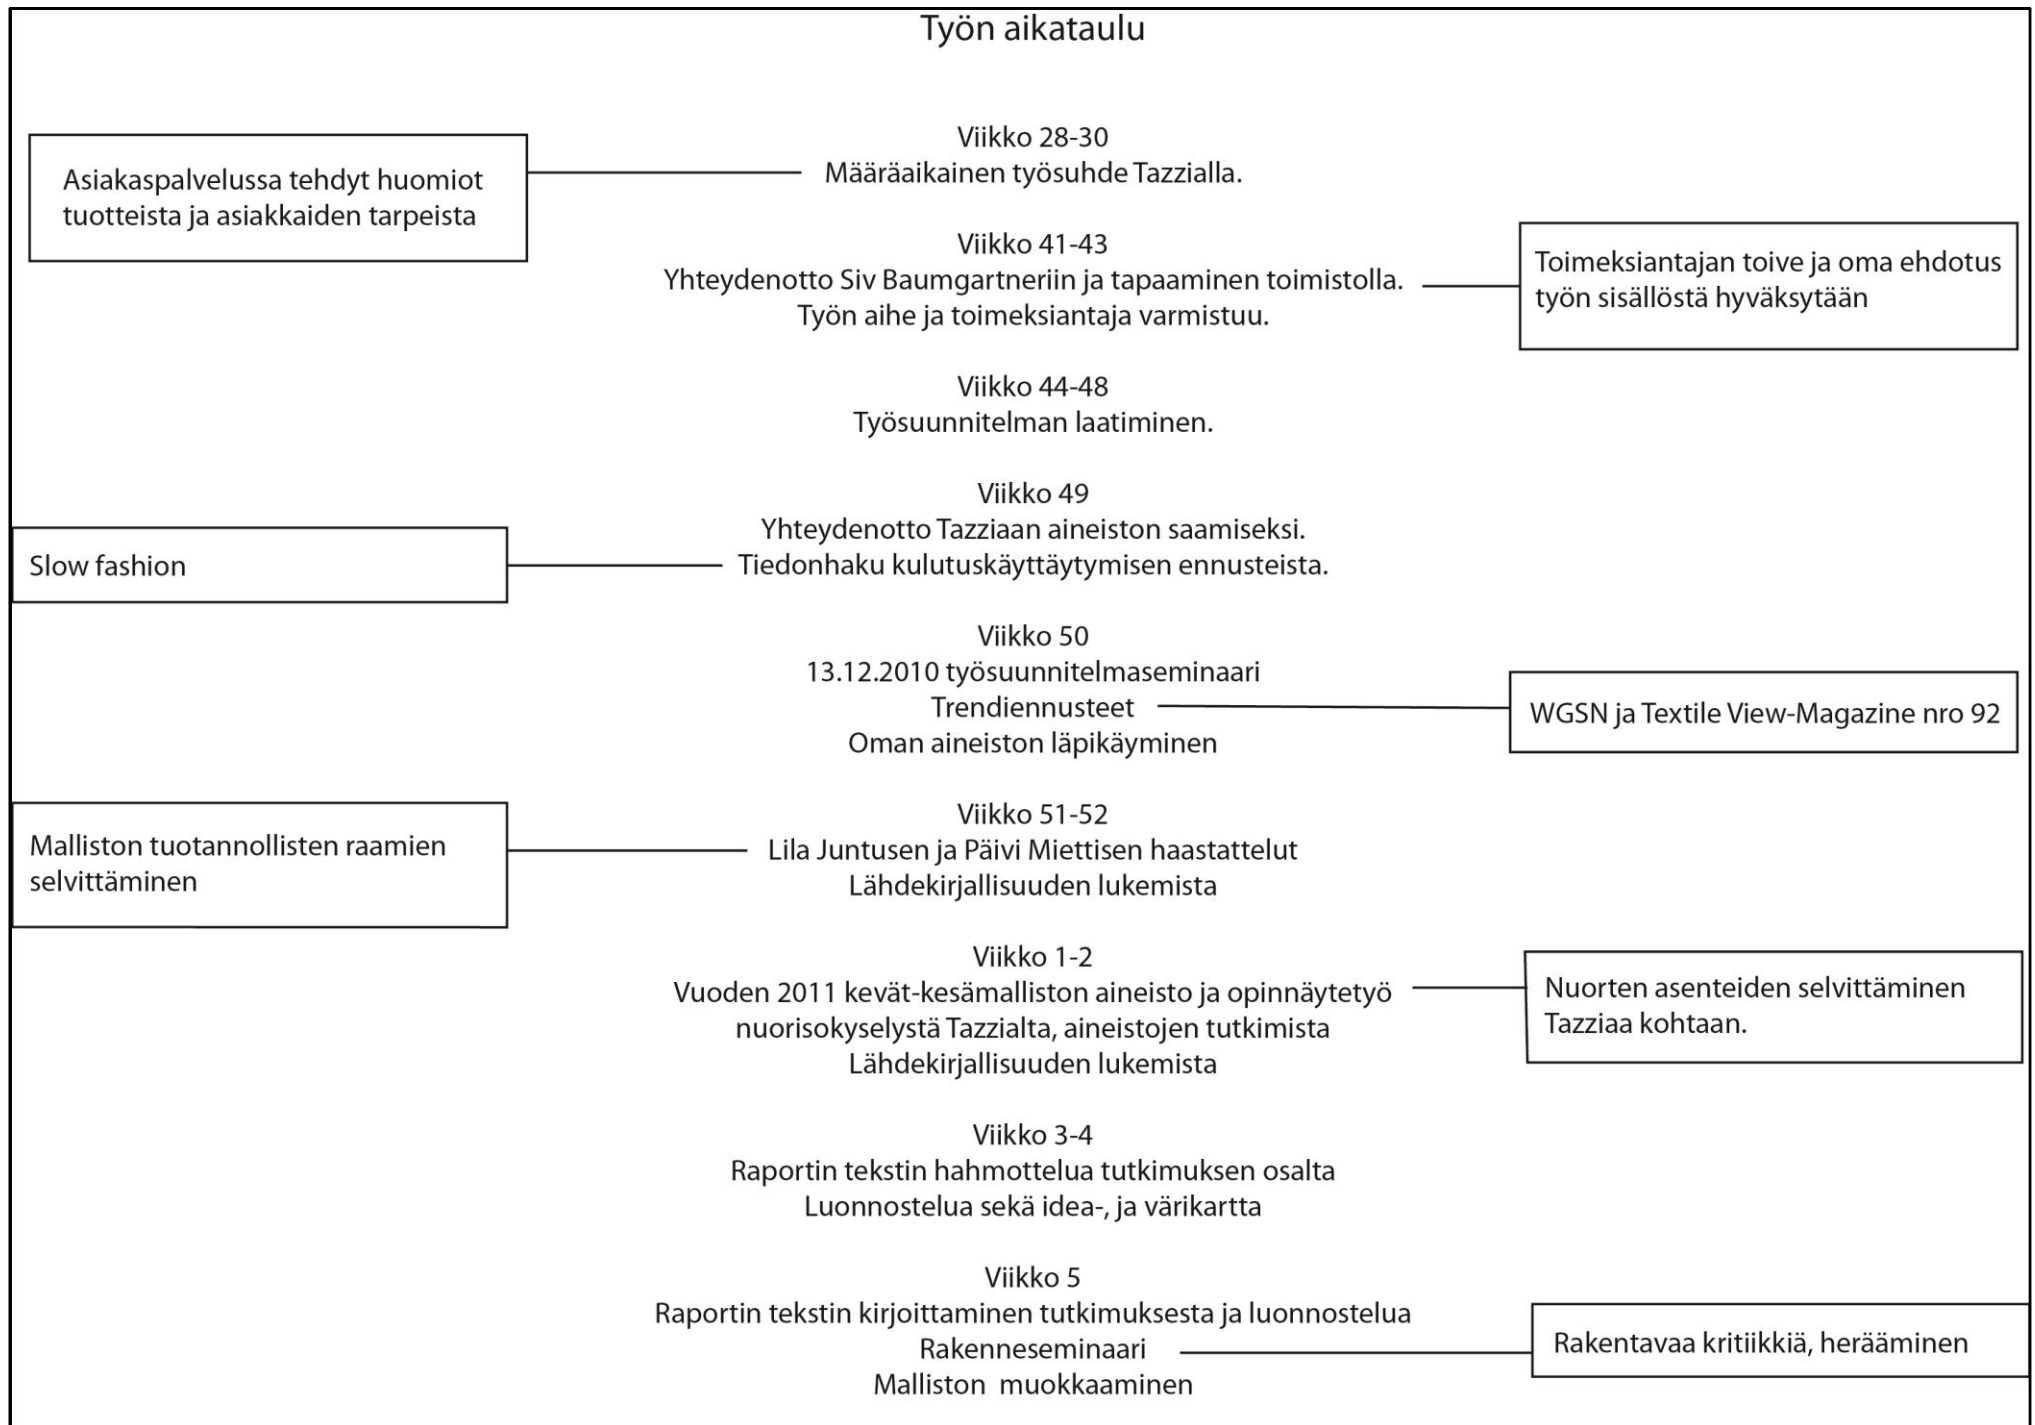 Työn aikataulu
Viikko 28-30
Määräaikainen työsuhde Tazzialla.
Asiakaspalvelussa tehdyt huomiot
tuotteista ja asiakkaiden tarpeista
Viikko 41-43
Yhteydenotto Siv Baumgartneriin ja tapaaminen toimistolla.
Työn aihe ja toimeksiantaja varmistuu.
Toimeksiantajan toive ja oma ehdotus
työn sisällöstä hyväksytään
Viikko 44-48
Työsuunnitelman laatiminen.
Viikko 49
Yhteydenotto Tazziaan aineiston saamiseksi.
Tiedonhaku kulutuskäyttäytymisen ennusteista.
Slow fashion
Viikko 50
13.12.2010 työsuunnitelmaseminaari
Trendiennusteet
Oman aineiston läpikäyminen
WGSN ja Textile View-Magazine nro 92
Viikko 51-52
Lila Juntusen ja Päivi Miettisen haastattelut
Lähdekirjallisuuden lukemista
Malliston tuotannollisten raamien
selvittäminen
Viikko 1-2
Vuoden 2011 kevät-kesämalliston aineisto ja opinnäytetyö
nuorisokyselystä Tazzialta, aineistojen tutkimista
Lähdekirjallisuuden lukemista
Nuorten asenteiden selvittäminen
Tazziaa kohtaan.
Viikko 3-4
Raportin tekstin hahmottelua tutkimuksen osalta
Luonnostelua sekä idea-, ja värikartta
Viikko 5
Raportin tekstin kirjoittaminen tutkimuksesta ja luonnostelua
Rakenneseminaari
Malliston muokkaaminen
Rakentavaa kritiikkiä, herääminen